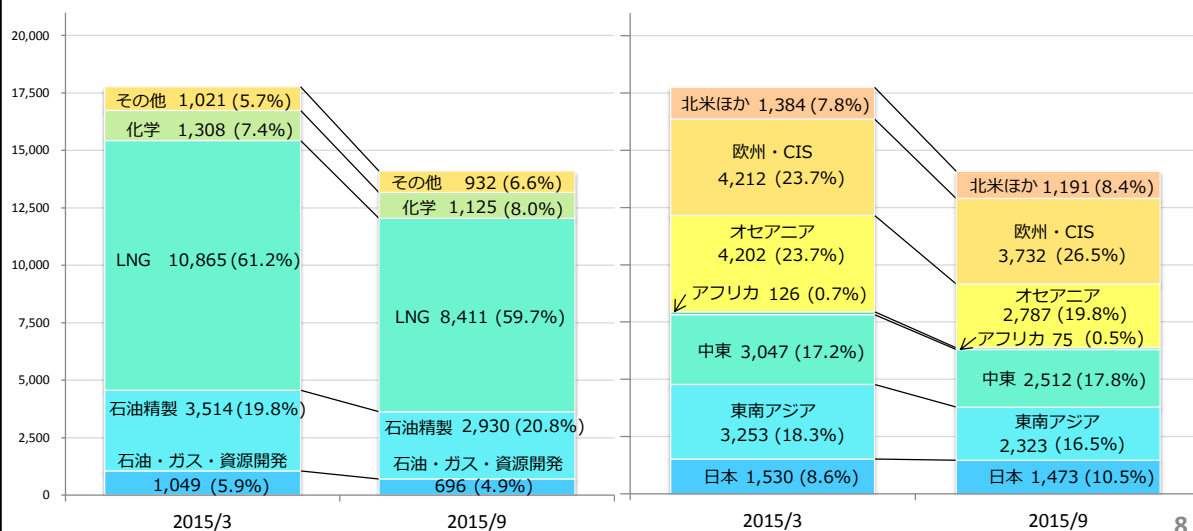 20,000
17,500
15,000
12,500
10,000
7,500
5,000
2,500
0
その他 1,021 (5.7%)
化学 1,308 (7.4%)
LNG 10,865 (61.2%)
石油精製 3,514 (19.8%)
石油・ガス・資源開発
1,049 (5.9%)
2015/3
その他 932 (6.6%)
化学 1,125 (8.0%)
LNG 8,411 (59.7%)
石油精製 2,930 (20.8%)
石油・ガス・資源開発
696 (4.9%)
2015/9
北米ほか 1,384 (7.8%)
欧州・CIS
4,212 (23.7%)
オセアニア
4,202 (23.7%)
アフリカ 126 (0.7%)
中東 3,047 (17.2%)
東南アジア
3,253 (18.3%)
日本 1,530 (8.6%)
2015/3
北米ほか 1,191 (8.4%)
欧州・CIS
3,732 (26.5%)
オセアニア
2,787 (19.8%)
アフリカ 75 (0.5%)
中東 2,512 (17.8%)
東南アジア
2,323 (16.5%)
日本 1,473 (10.5%)
2015/9
8